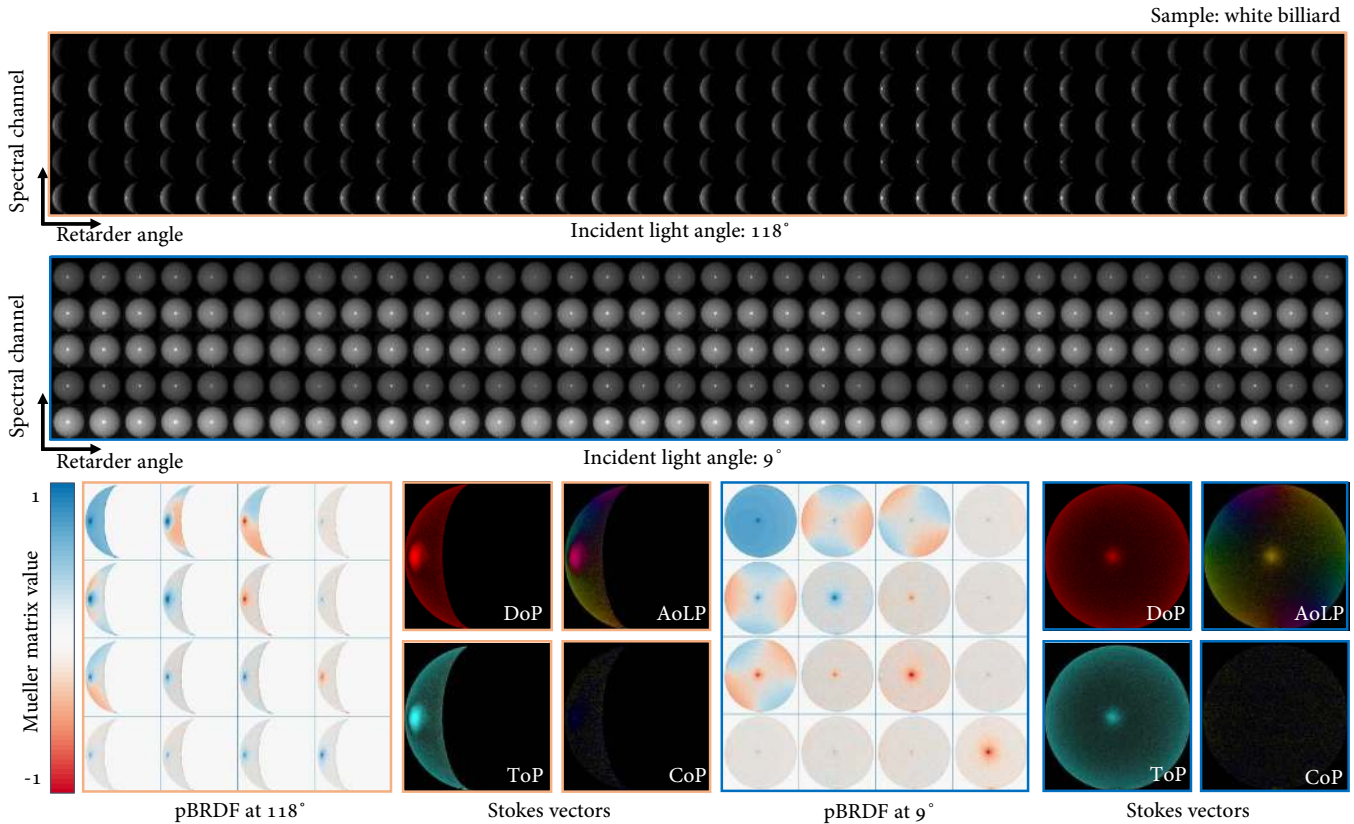 Sample: white billiard
Spectral channel
Retarder angle
Incident light angle: 118°
Spectral channel
Retarder angle
Incident light angle: 9°
Mueller matrix value
1
-1
DoP
AoLP
ToP
CoP
DoP
AoLP
ToP
CoP
pBRDF at 118°
Stokes vectors
pBRDF at 9°
Stokes vectors